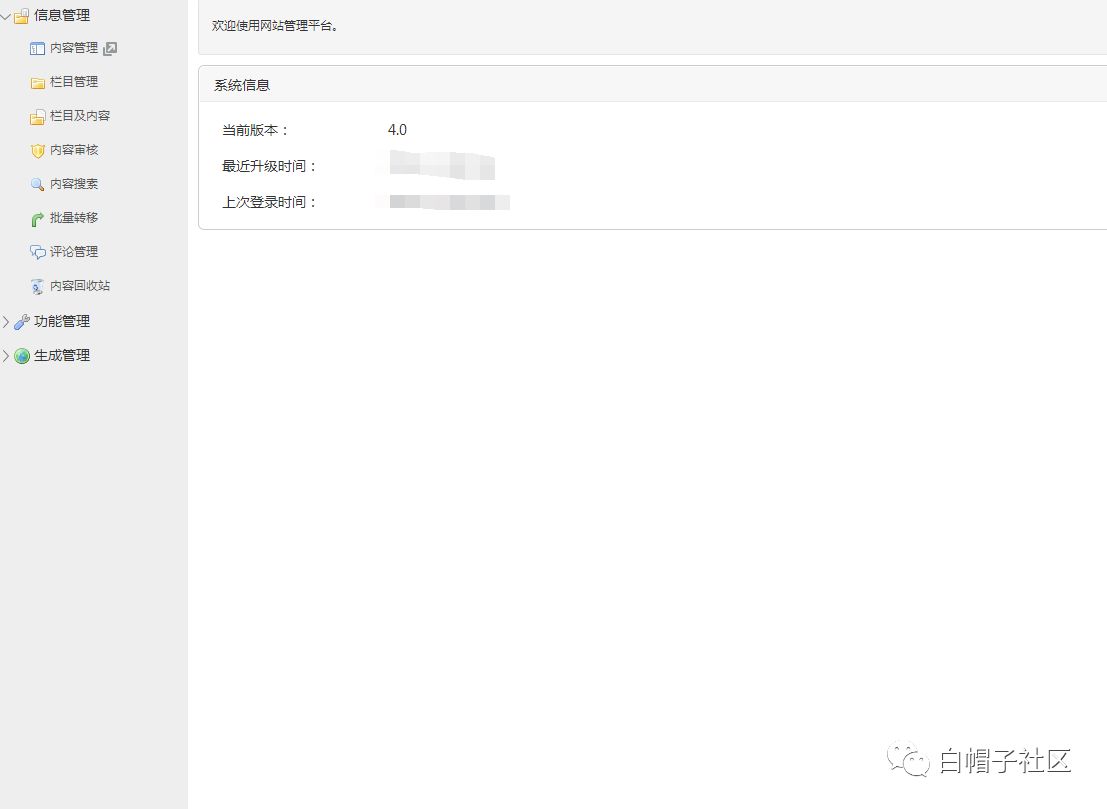 信息管理
内容管理
栏目管理
栏目及内容
内容审核
内容搜索
批量转移
评论管理
内容回收站
功能管理
生成管理
欢迎使用网站管理平台。
系统信息
当前版本： 4.0
最近升级时间：
上次登录时间：
白帽子社区